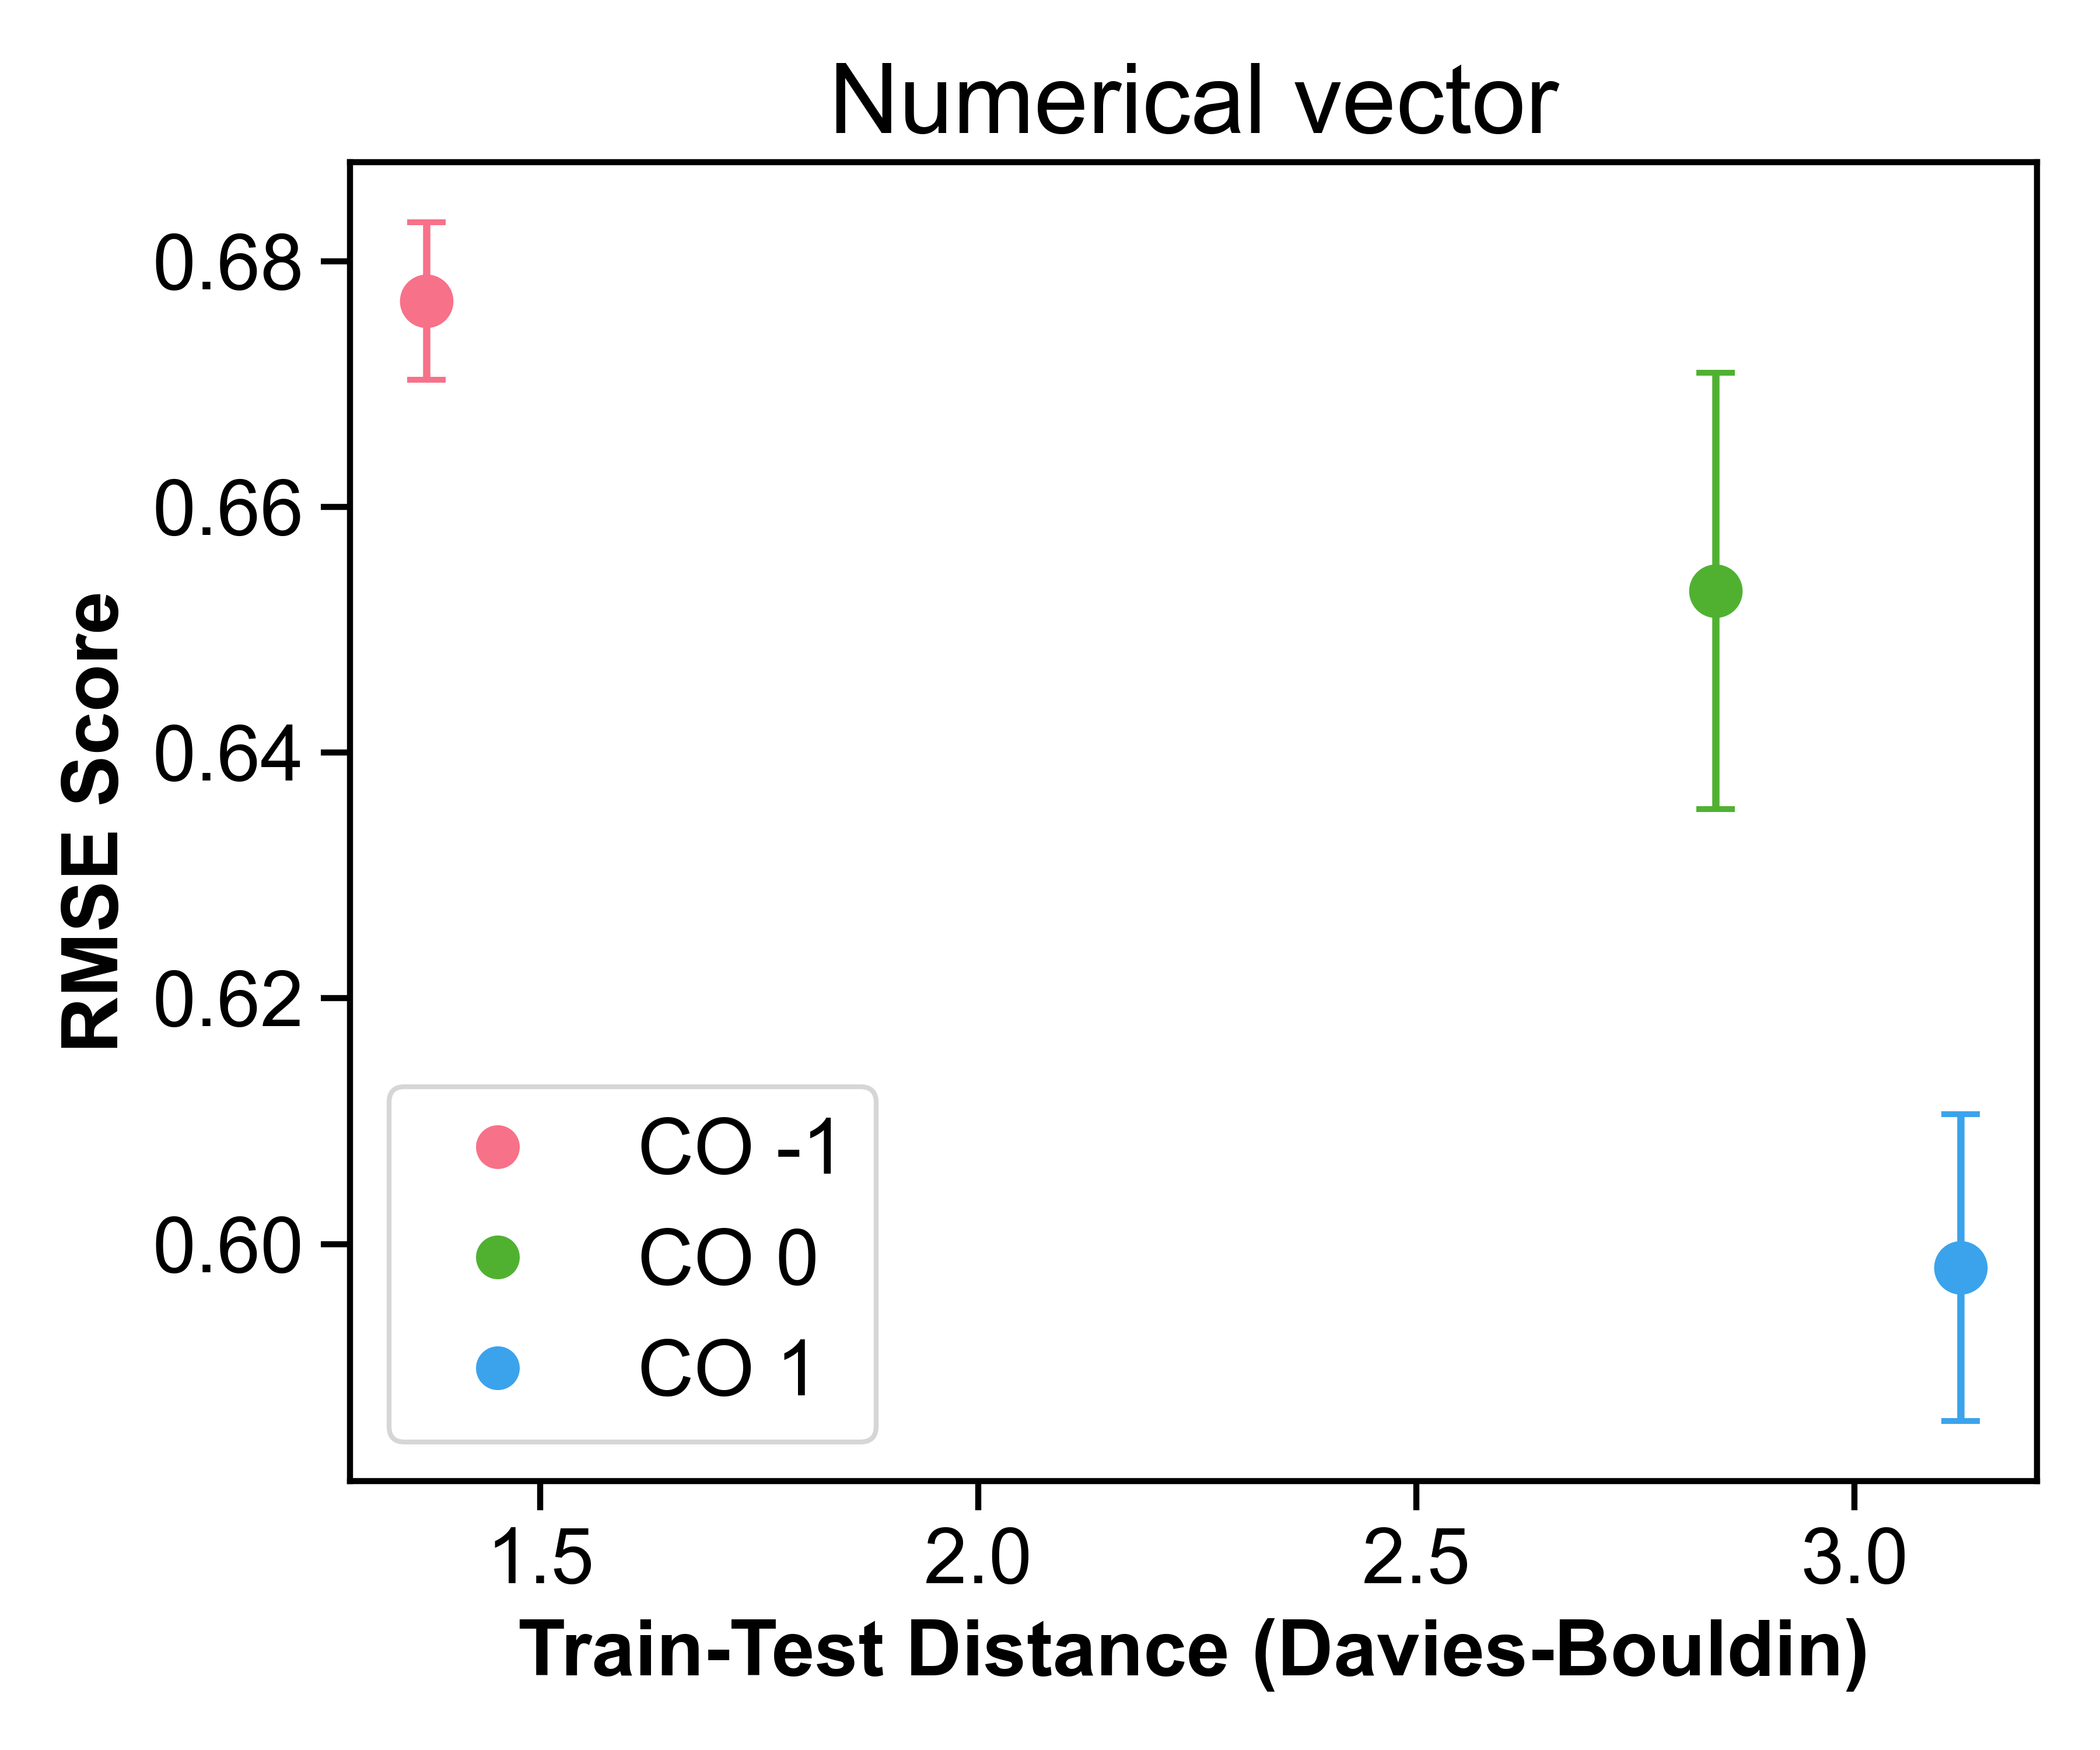 Numerical vector
RMSE Score
0.68
0.66
0.64
0.62
0.60
CO -1
CO 0
CO 1
1.5 2.0 2.5 3.0
Train-Test Distance (Davies-Bouldin)